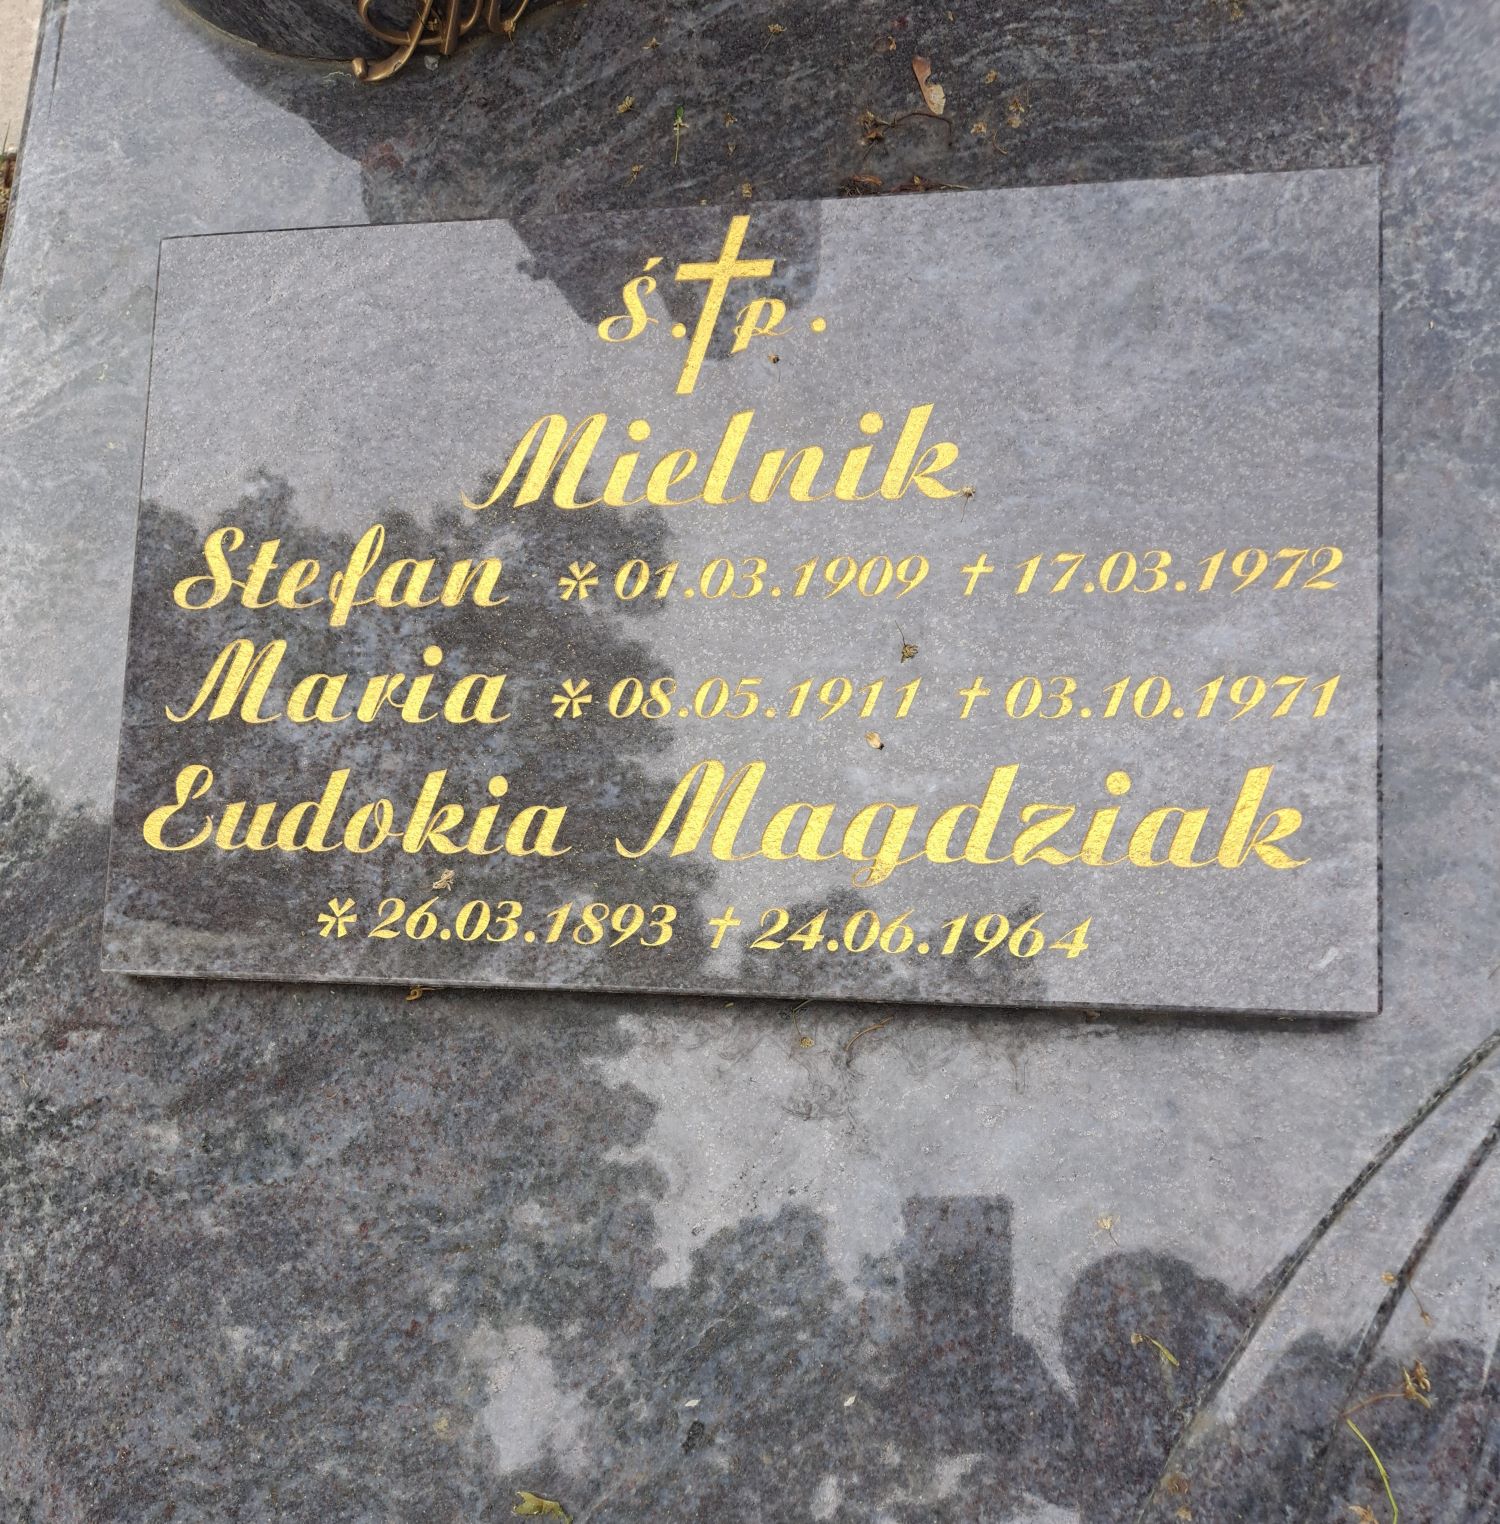 ś. p.
Mielnik
Stefan * 01.03.1909 † 17.03.1972
Maria * 08.05.1911 † 03.10.1971
Eudokia Magdziak
* 26.03.1893 † 24.06.1964